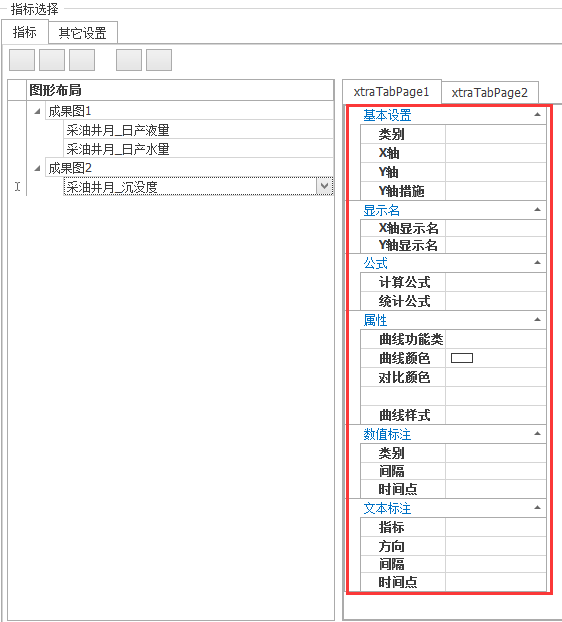 指标选择
指标
其它设置
图形布局
成果图1
采油井月_日产液量
采油井月_日产水量
成果图2
采油井月_沉没度
xtraTabPage1
xtraTabPage2
基本设置
类别
X轴
Y轴
Y轴措施
显示名
X轴显示名
Y轴显示名
公式
计算公式
统计公式
属性
曲线功能类
曲线颜色
对比颜色
曲线样式
数值标注
类别
间隔
时间点
文本标注
指标
方向
间隔
时间点